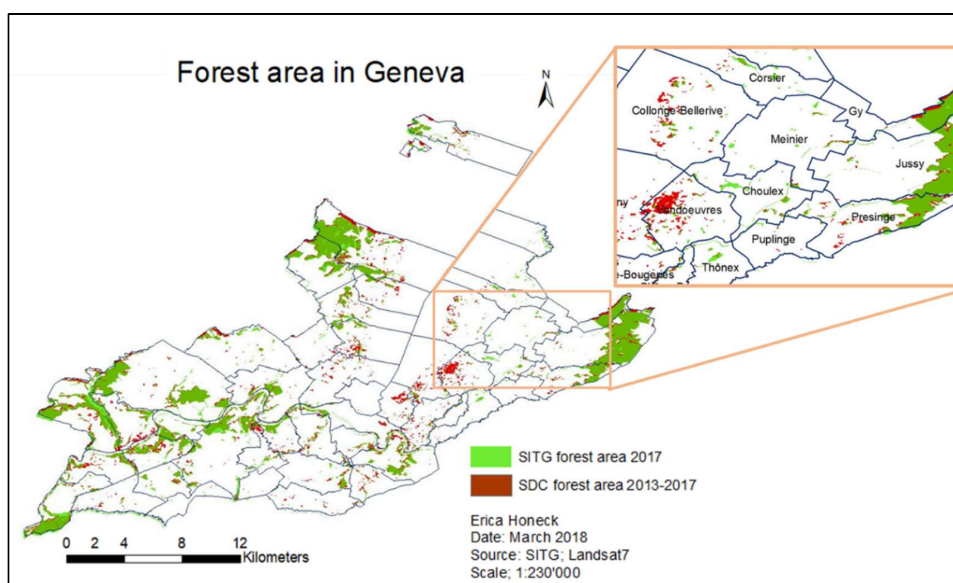 Forest area in Geneva
N
Corsier
Collonge-Bellerive
Gy
Meinier
Jussy
Choulex
ny
Vandoeuvres
Presinge
Puplinge
Thônex
e-Bougeries
SITG forest area 2017
SDC forest area 2013-2017
Erica Honeck
Date: March 2018
Source: SITG; Landsat7
Scale; 1:230'000
0 2 4 8 12
Kilometers